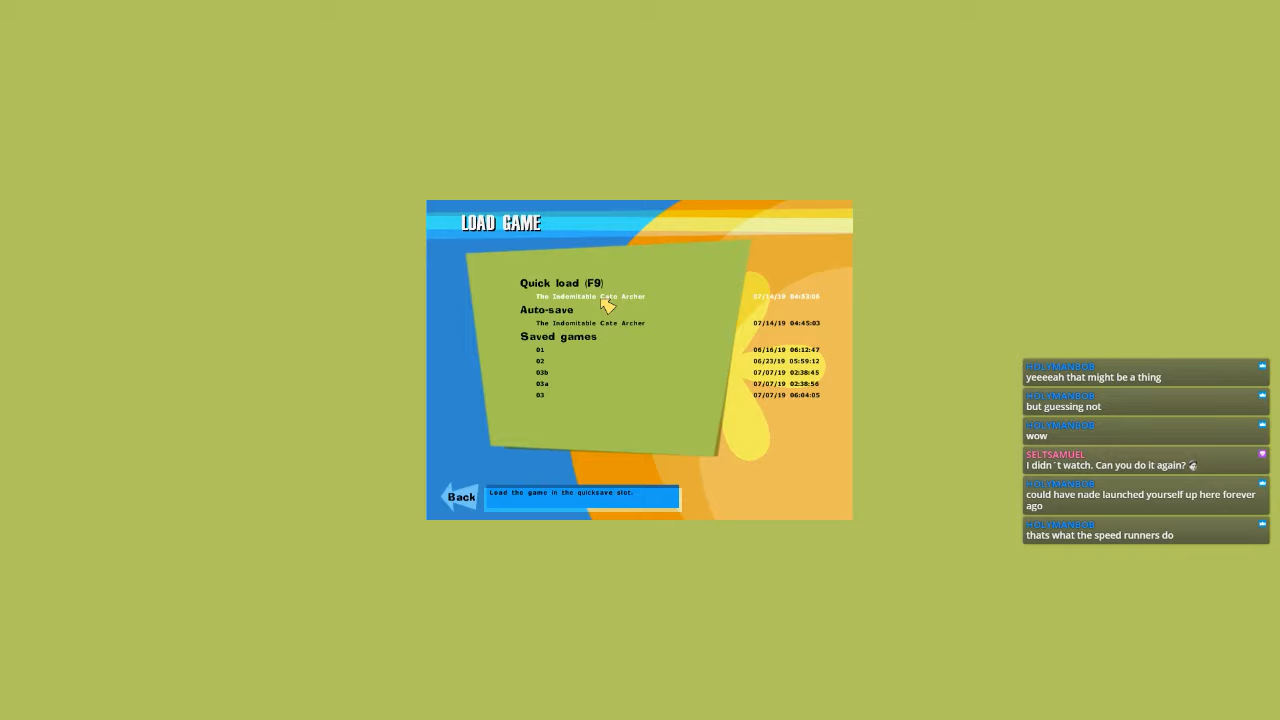 LOAD GAME
Quick load (F9)
The Indomitable Cate Archer 07/14/19 04:53:05
Auto-save
The Indomitable Cate Archer 07/14/19 04:45:03
Saved games
01 06/16/19 06:12:47
02 06/23/19 05:59:12
03b 07/07/19 02:38:45
03a 07/07/19 02:38:56
03 07/07/19 06:04:05
Back
Load the game in the quicksave slot.
HOLYMANBOB
yeeeeah that might be a thing
HOLYMANBOB
but guessing not
HOLYMANBOB
wow
SELTSAMUEL
I didn´t watch. Can you do it again?
HOLYMANBOB
could have nade launched yourself up here forever
ago
HOLYMANBOB
thats what the speed runners do